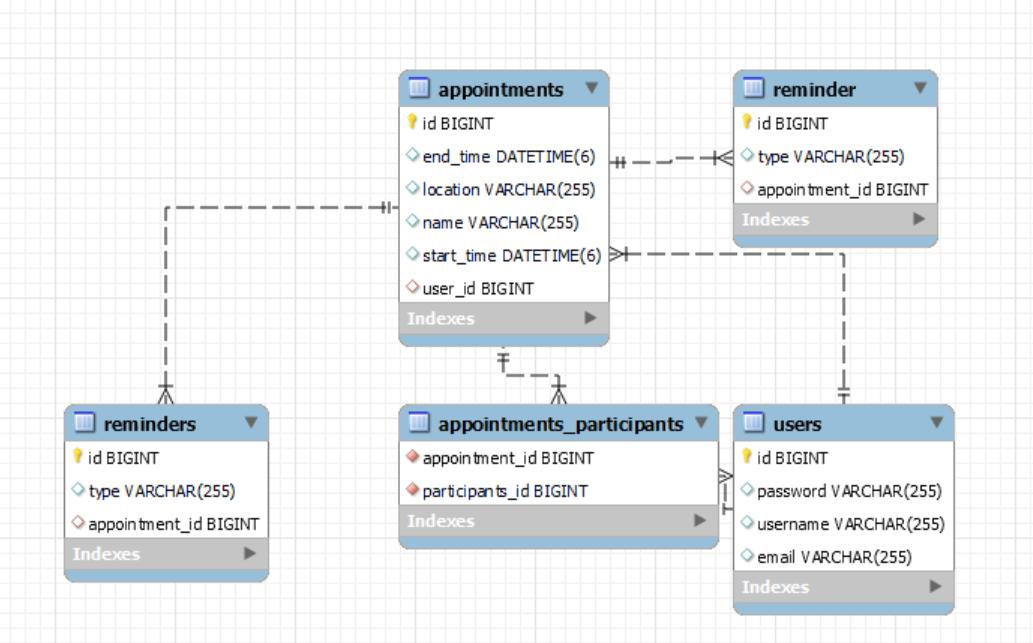 appointments
id BIGINT
end_time DATETIME(6)
location VARCHAR(255)
name VARCHAR(255)
start_time DATETIME(6)
user_id BIGINT
Indexes
reminder
id BIGINT
type VARCHAR(255)
appointment_id BIGINT
Indexes
reminders
id BIGINT
type VARCHAR(255)
appointment_id BIGINT
Indexes
appointments_participants
appointment_id BIGINT
participants_id BIGINT
Indexes
users
id BIGINT
password VARCHAR(255)
username VARCHAR(255)
email VARCHAR(255)
Indexes